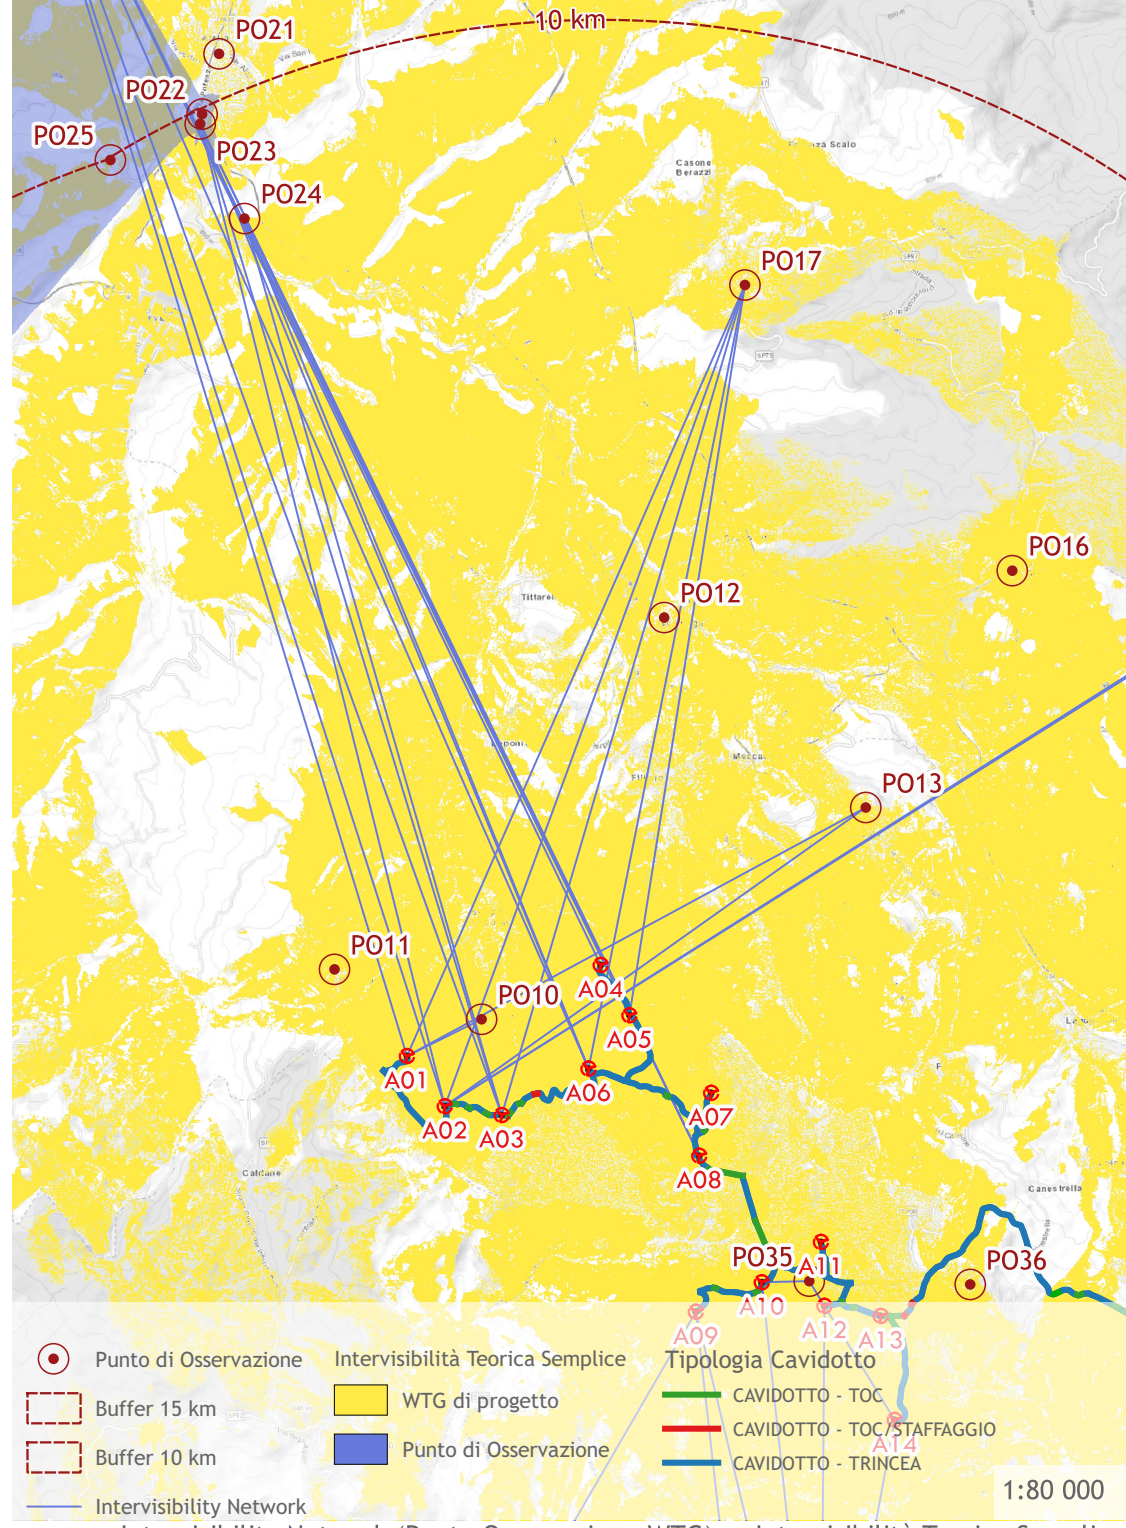 10 km
PO21
PO22
PO25
PO23
PO24
Casone
Berazzi
PO17
SP75
PO16
Tittarel
PO12
PO13
PO11
A04
PO10
A05
A01
A06
A07
A02
A03
A08
Caldane
Canestrella
PO35
A11
PO36
A10
A12
A09
A13
A14
Punto di Osservazione
Buffer 15 km
Buffer 10 km
Intervisibility Network
Intervisibilità Teorica Semplice
WTG di progetto
Punto di Osservazione
Tipologia Cavidotto
CAVIDOTTO - TOC
CAVIDOTTO - TOC/STAFFAGGIO
CAVIDOTTO - TRINCEA
1:80 000